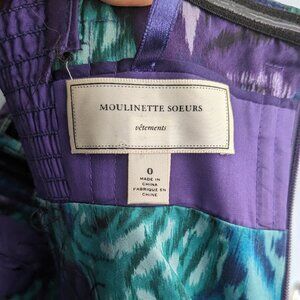 MOULINETTE SOEURS
vêtements
0
MADE IN
CHINA
FABRIQUÉ EN
CHINE